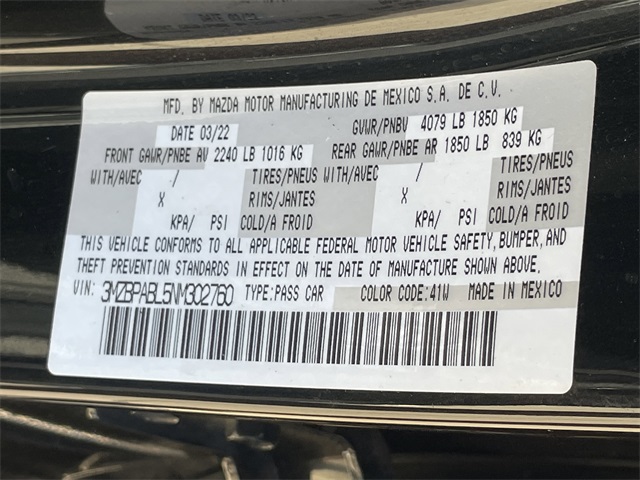 MFD. BY MAZDA MOTOR MANUFACTURING DE MEXICO S.A. DE C.V.
DATE 03/22 GVWR/PNBV 4079 LB 1850 KG
FRONT GAWR/PNBE AV 2240 LB 1016 KG REAR GAWR/PNBE AR 1850 LB 839 KG
WITH/AVEC / TIRES/PNEUS WITH/AVEC / TIRES/PNEUS
X RIMS/JANTES X RIMS/JANTES
KPA/ PSI COLD/A FROID KPA/ PSI COLD/A FROID
THIS VEHICLE CONFORMS TO ALL APPLICABLE FEDERAL MOTOR VEHICLE SAFETY, BUMPER, AND
THEFT PREVENTION STANDARDS IN EFFECT ON THE DATE OF MANUFACTURE SHOWN ABOVE.
VIN: 3MZBPABL5NM302760 TYPE:PASS CAR COLOR CODE:41W MADE IN MEXICO